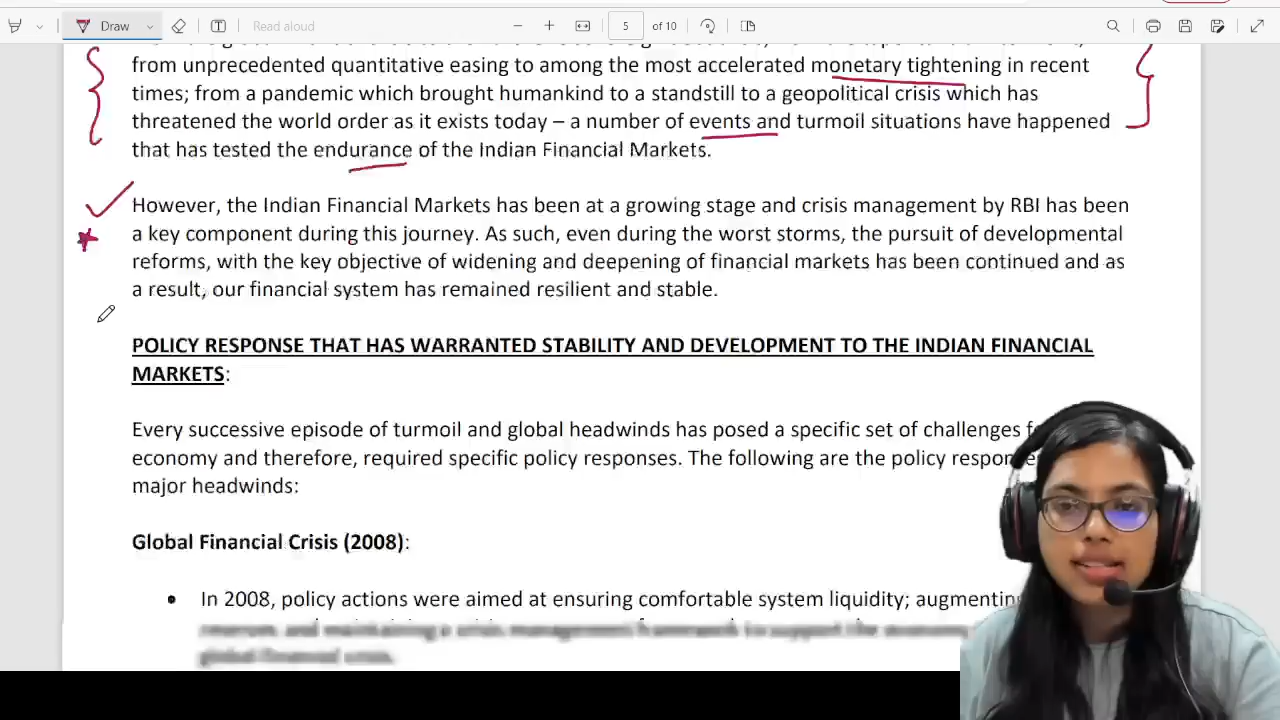 Draw
Read aloud
5
of 10
from unprecedented quantitative easing to among the most accelerated monetary tightening in recent
times; from a pandemic which brought humankind to a standstill to a geopolitical crisis which has
threatened the world order as it exists today – a number of events and turmoil situations have happened
that has tested the endurance of the Indian Financial Markets.
However, the Indian Financial Markets has been at a growing stage and crisis management by RBI has been
a key component during this journey. As such, even during the worst storms, the pursuit of developmental
reforms, with the key objective of widening and deepening of financial markets has been continued and as
a result, our financial system has remained resilient and stable.
POLICY RESPONSE THAT HAS WARRANTED STABILITY AND DEVELOPMENT TO THE INDIAN FINANCIAL
MARKETS:
Every successive episode of turmoil and global headwinds has posed a specific set of challenges
economy and therefore, required specific policy responses. The following are the policy
major headwinds:
Global Financial Crisis (2008):
• In 2008, policy actions were aimed at ensuring comfortable system liquidity;